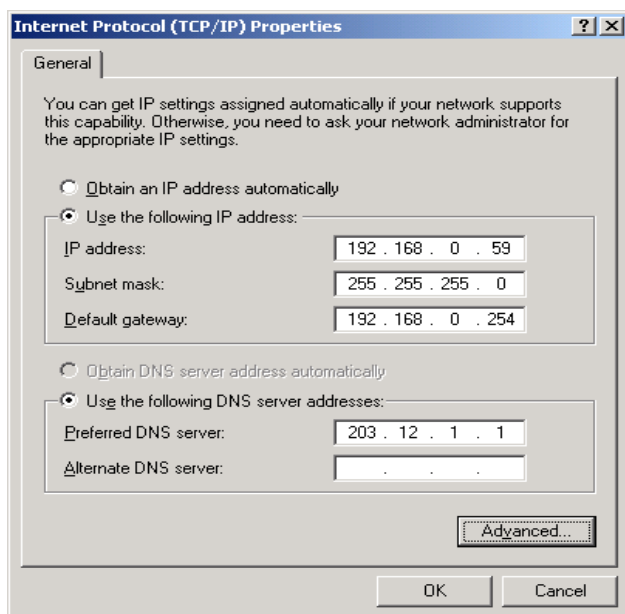 Internet Protocol (TCP/IP) Properties
General
You can get IP settings assigned automatically if your network supports
this capability. Otherwise, you need to ask your network administrator for
the appropriate IP settings.
Obtain an IP address automatically
Use the following IP address:
IP address: 192 . 168 . 0 . 59
Subnet mask: 255 . 255 . 255 . 0
Default gateway: 192 . 168 . 0 . 254
Obtain DNS server address automatically
Use the following DNS server addresses:
Preferred DNS server: 203 . 12 . 1 . 1
Alternate DNS server: . . .
Advanced...
OK Cancel